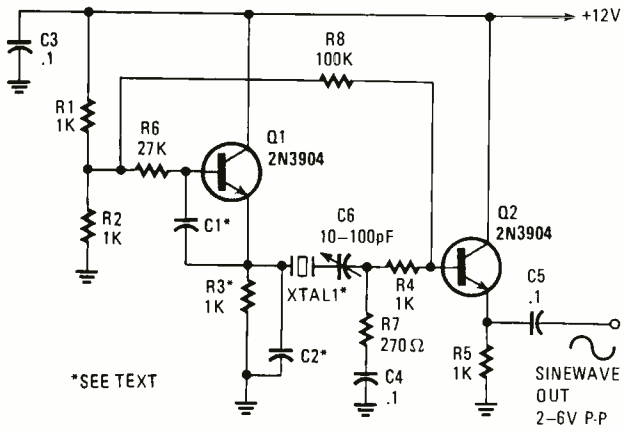 +12V
C3
.1
R8
100K
R1
1K
R6
27K
Q1
2N3904
C6
10–100pF
Q2
2N3904
R2
1K
C1*
C5
.1
R3*
1K
XTAL1*
R4
1K
R7
270Ω
C2*
R5
1K
C4
.1
*SEE TEXT
SINEWAVE
OUT
2–6V P-P